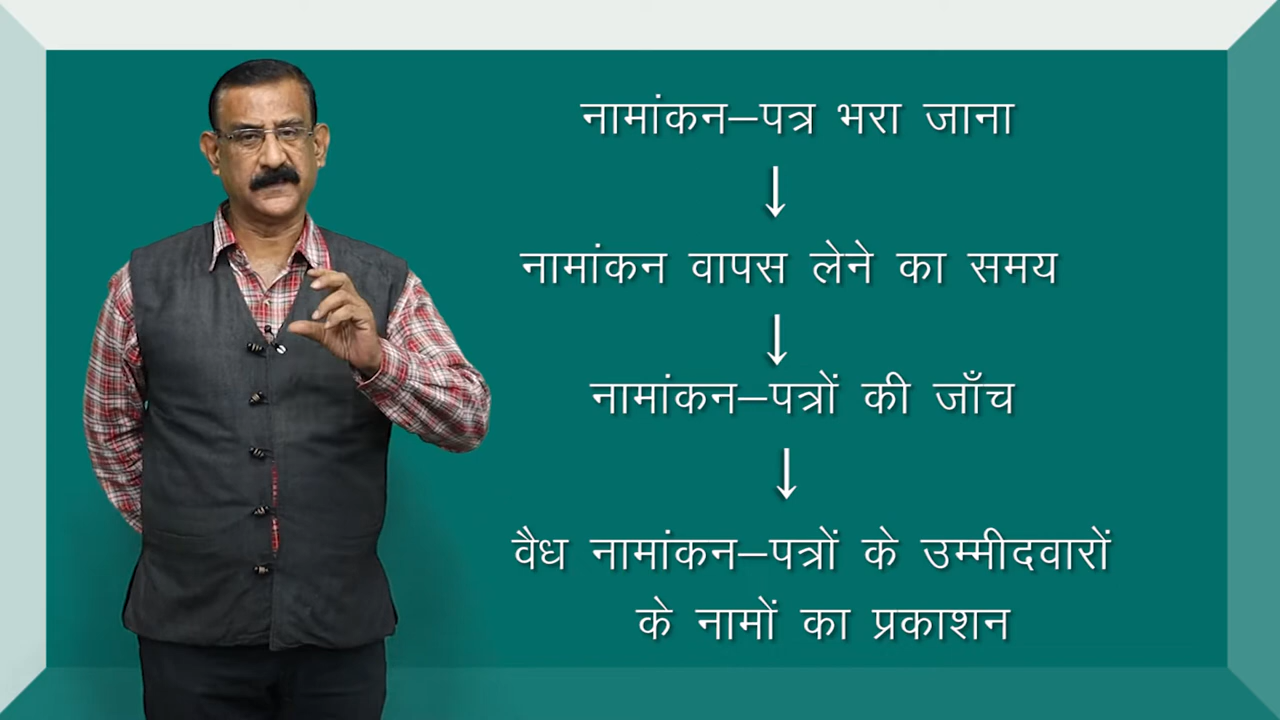 नामांकन–पत्र भरा जाना
↓
नामांकन वापस लेने का समय
↓
नामांकन–पत्रों की जाँच
↓
वैध नामांकन–पत्रों के उम्मीदवारों
के नामों का प्रकाशन